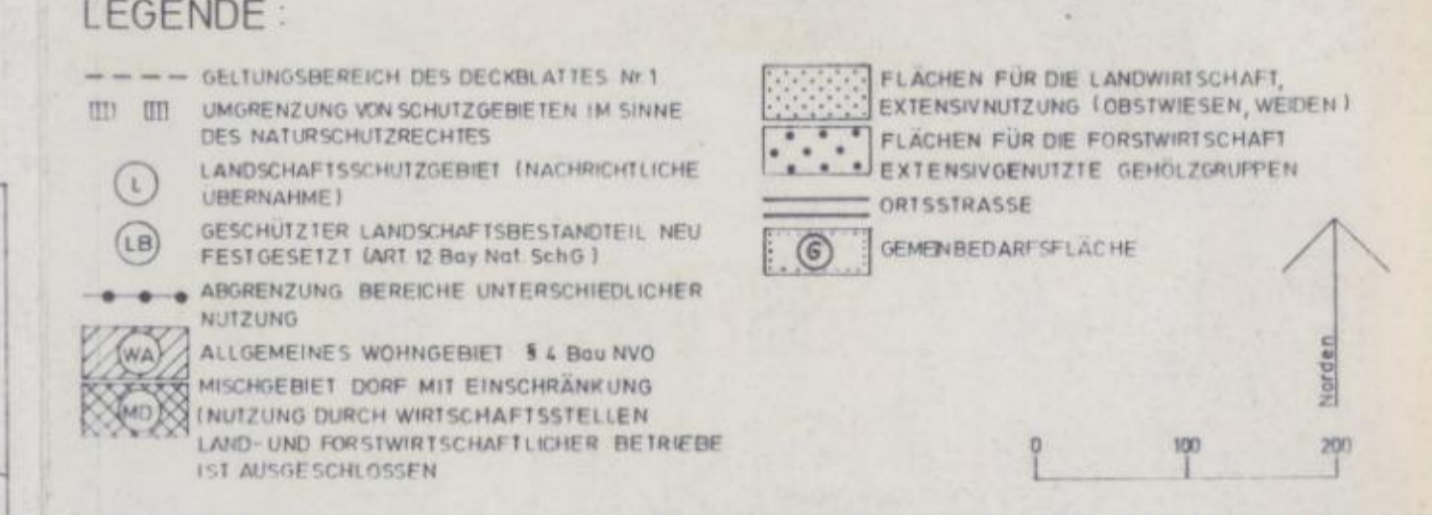 LEGENDE :
GELTUNGSBEREICH DES DECKBLATTES Nr 1
UMGRENZUNG VON SCHUTZGEBIETEN IM SINNE
DES NATURSCHUTZRECHTES
L
LANDSCHAFTSSCHUTZGEBIET (NACHRICHTLICHE
ÜBERNAHME)
LB
GESCHÜTZTER LANDSCHAFTSBESTANDTEIL NEU
FESTGESETZT (ART 12 Bay Nat SchG)
ABGRENZUNG BEREICHE UNTERSCHIEDLICHER
NUTZUNG
WA
ALLGEMEINES WOHNGEBIET § 4 Bau NVO
MD
MISCHGEBIET DORF MIT EINSCHRÄNKUNG
(NUTZUNG DURCH WIRTSCHAFTSSTELLEN
LAND- UND FORSTWIRTSCHAFTLICHER BETRIEBE
IST AUSGESCHLOSSEN
FLÄCHEN FÜR DIE LANDWIRTSCHAFT,
EXTENSIVNUTZUNG (OBSTWIESEN, WEIDEN)
FLÄCHEN FÜR DIE FORSTWIRTSCHAFT
EXTENSIVGENUTZTE GEHÖLZGRUPPEN
ORTSSTRASSE
G
GEMEINBEDARFSFLÄCHE
Norden
0 100 200